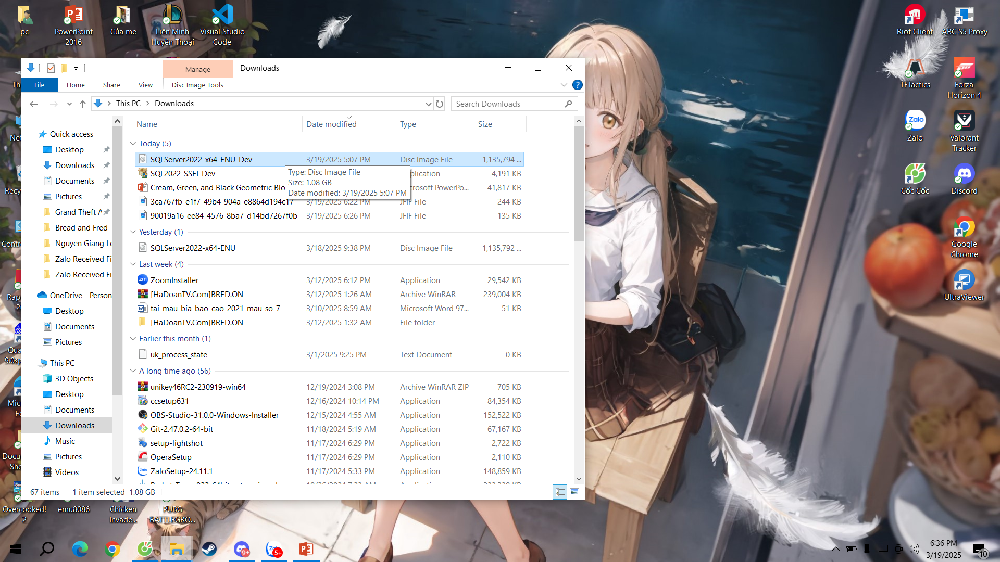 pc
PowerPoint
2016
Của me
Liên Minh
Huyền Thoại
Visual Studio
Code
Riot Client
ABC S5 Proxy
TFTactics
Forza
Horizon 4
Zalo
Valorant
Tracker
Cốc Cốc
Discord
Google
Chrome
UltraViewer
Manage
Downloads
File
Home
Share
View
Disc Image Tools
This PC
Downloads
Search Downloads
Name
Date modified
Type
Size
Quick access
Desktop
Downloads
Documents
Pictures
Grand Theft A
Bread and Fred
Nguyen Giang Lo
Zalo Received Fi
Zalo Received Fi
OneDrive - Person
Desktop
Documents
Pictures
This PC
3D Objects
Desktop
Documents
Downloads
Music
Pictures
Videos
Today (5)
SQLServer2022-x64-ENU-Dev 3/19/2025 5:07 PM Disc Image File 1,135,794 ...
SQL2022-SSEI-Dev plication 4,191 KB
Cream, Green, and Black Geometric Blo crosoft PowerPo... 41,817 KB
3ca767fb-e1f7-49b4-904a-e8864d194c17 3/19/2025 6:22 PM JFIF File 244 KB
90019a16-ee84-4576-8ba7-d14bd7267f0b 3/19/2025 6:26 PM JFIF File 135 KB
Type: Disc Image File
Size: 1.08 GB
Date modified: 3/19/2025 5:07 PM
Yesterday (1)
SQLServer2022-x64-ENU 3/18/2025 9:38 PM Disc Image File 1,135,792 ...
Last week (4)
ZoomInstaller 3/12/2025 6:12 PM Application 29,542 KB
[HaDoanTV.Com]BRED.ON 3/12/2025 1:26 AM Archive WinRAR 239,004 KB
tai-mau-bia-bao-cao-2021-mau-so-7 3/10/2025 8:59 AM Microsoft Word 97... 51 KB
[HaDoanTV.Com]BRED.ON 3/12/2025 1:32 AM File folder
Earlier this month (1)
uk_process_state 3/1/2025 9:25 PM Text Document 0 KB
A long time ago (56)
unikey46RC2-230919-win64 12/19/2024 3:08 PM Archive WinRAR ZIP 705 KB
ccsetup631 12/16/2024 10:14 PM Application 84,354 KB
OBS-Studio-31.0.0-Windows-Installer 12/15/2024 4:55 AM Application 152,522 KB
Git-2.47.0.2-64-bit 11/18/2024 5:19 AM Application 67,167 KB
setup-lightshot 11/17/2024 6:29 PM Application 2,722 KB
OperaSetup 11/17/2024 6:29 PM Application 2,110 KB
ZaloSetup-24.11.1 11/17/2024 5:33 PM Application 148,859 KB
67 items 1 item selected 1.08 GB
Th
Net
Recy
Contr
Rap
2
Qua
9.0sp
Mic
Ec
Docu
Sho
Overcooked!
2
emu8086
Chicken
Invade...
PUBG
BATTLEGRO...
9+
5+
6:36 PM
3/19/2025
10